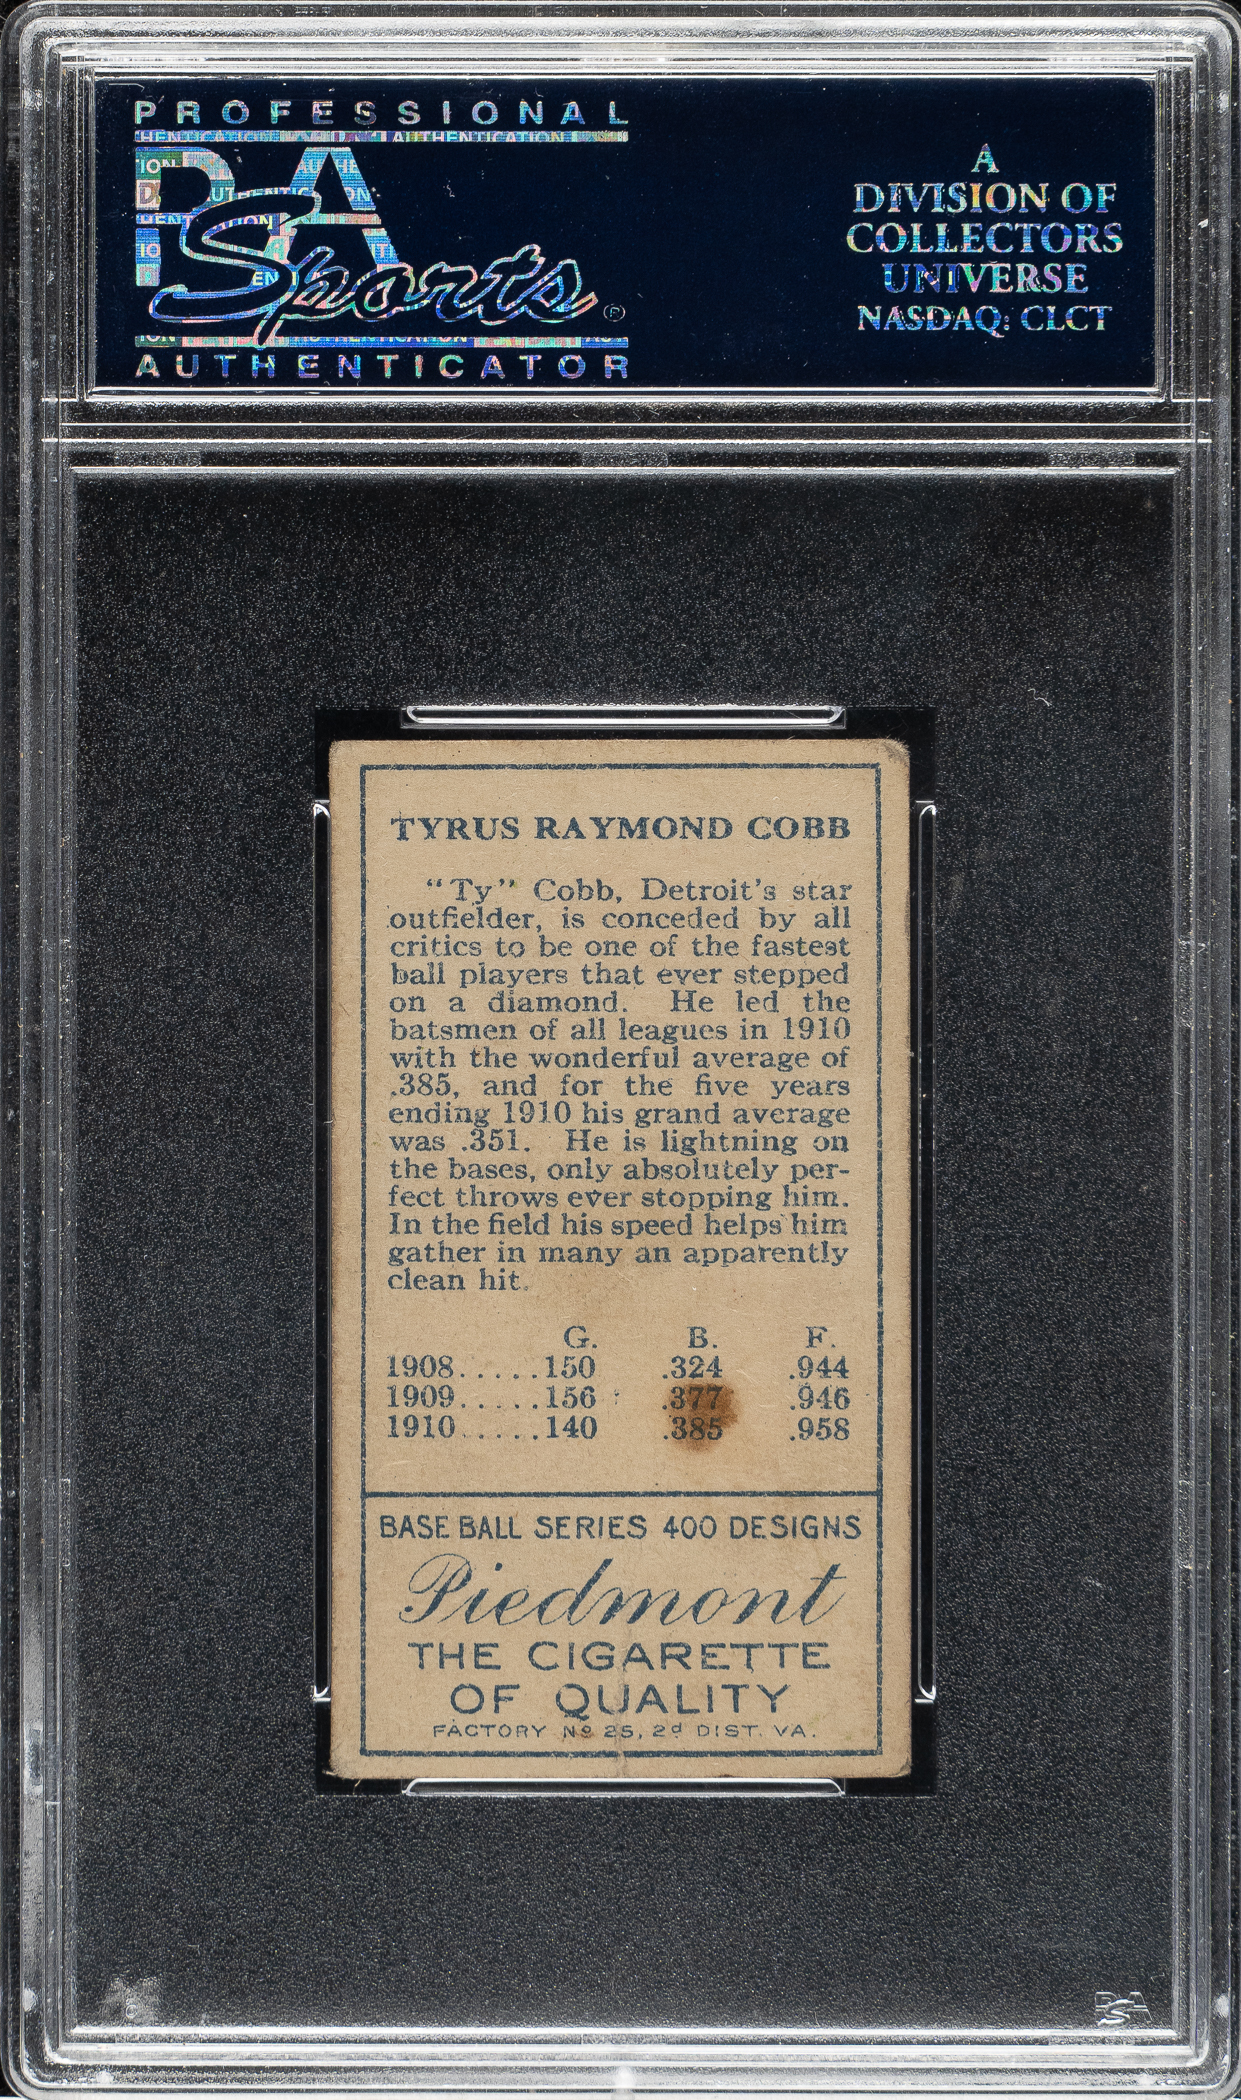 PROFESSIONAL
PSA
Sports®
AUTHENTICATOR
A
DIVISION OF
COLLECTORS
UNIVERSE
NASDAQ: CLCT
TYRUS RAYMOND COBB
"Ty" Cobb, Detroit's star
outfielder, is conceded by all
critics to be one of the fastest
ball players that ever stepped
on a diamond. He led the
batsmen of all leagues in 1910
with the wonderful average of
.385, and for the five years
ending 1910 his grand average
was .351. He is lightning on
the bases, only absolutely per-
fect throws ever stopping him.
In the field his speed helps him
gather in many an apparently
clean hit.
G. B. F.
1908.....150 .324 .944
1909.....156 .377 .946
1910.....140 .385 .958
BASE BALL SERIES 400 DESIGNS
Piedmont
THE CIGARETTE
OF QUALITY
FACTORY No 25, 2d DIST. VA.
PSA